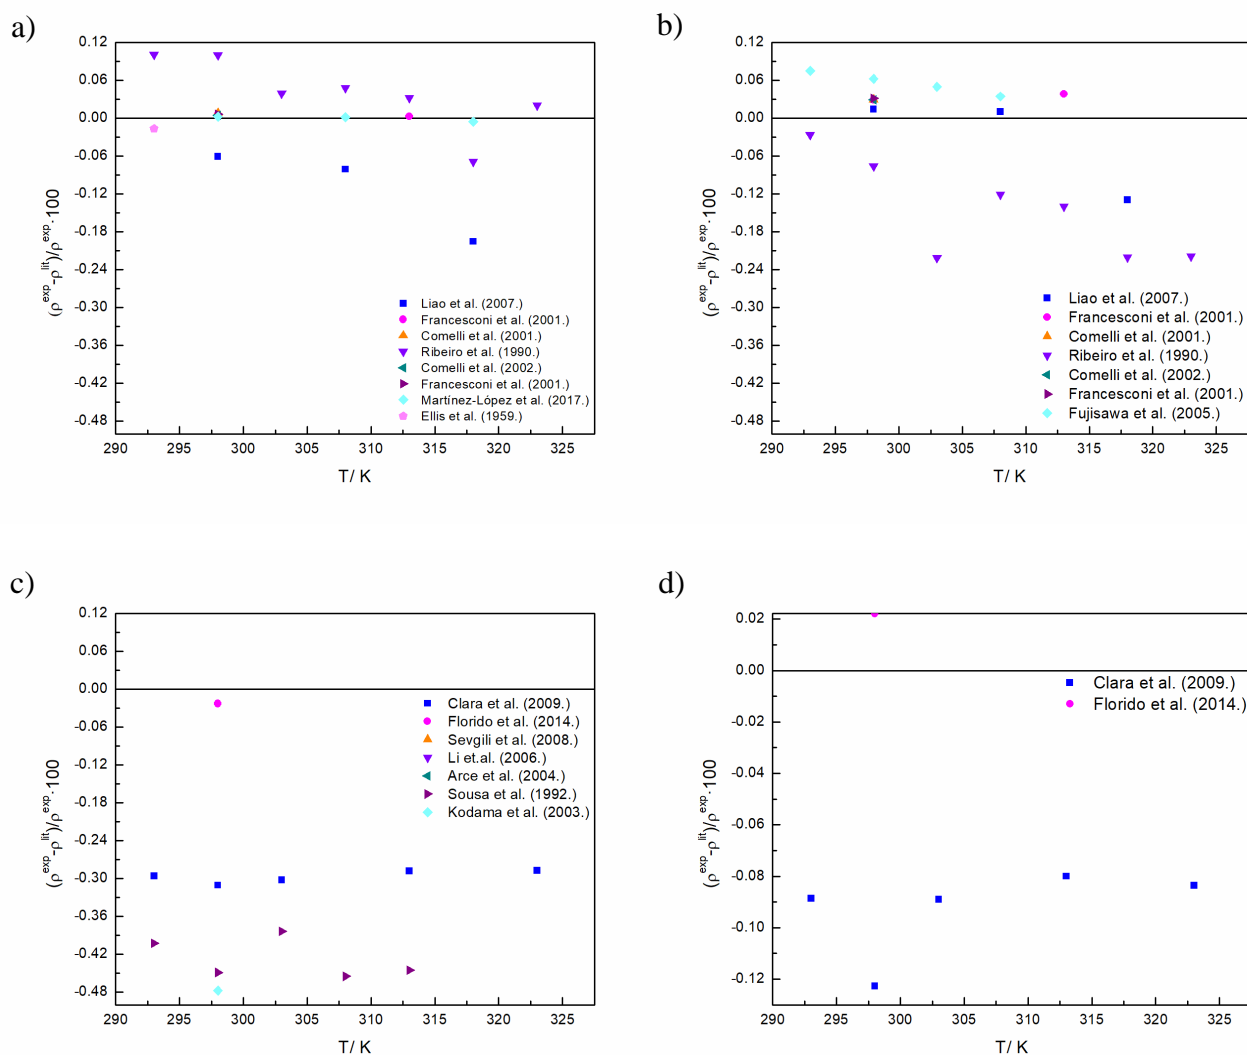 a)
0.12
0.06
0.00
-0.06
-0.12
-0.18
-0.24
-0.30
-0.36
-0.42
-0.48
(ρexp-ρlit)/ρexp·100
Liao et al. (2007.)
Francesconi et al. (2001.)
Comelli et al. (2001.)
Ribeiro et al. (1990.)
Comelli et al. (2002.)
Francesconi et al. (2001.)
Martínez-López et al. (2017.)
Ellis et al. (1959.)
290 295 300 305 310 315 320 325
T/ K
b)
0.12
0.06
0.00
-0.06
-0.12
-0.18
-0.24
-0.30
-0.36
-0.42
-0.48
(ρexp-ρlit)/ρexp·100
Liao et al. (2007.)
Francesconi et al. (2001.)
Comelli et al. (2001.)
Ribeiro et al. (1990.)
Comelli et al. (2002.)
Francesconi et al. (2001.)
Fujisawa et al. (2005.)
290 295 300 305 310 315 320 325
T/ K
c)
0.12
0.06
0.00
-0.06
-0.12
-0.18
-0.24
-0.30
-0.36
-0.42
-0.48
(ρexp-ρlit)/ρexp·100
Clara et al. (2009.)
Florido et al. (2014.)
Sevgili et al. (2008.)
Li et.al. (2006.)
Arce et al. (2004.)
Sousa et al. (1992.)
Kodama et al. (2003.)
290 295 300 305 310 315 320 325
T/ K
d)
0.02
0.00
-0.02
-0.04
-0.06
-0.08
-0.10
-0.12
(ρexp-ρlit)/ρexp·100
Clara et al. (2009.)
Florido et al. (2014.)
290 295 300 305 310 315 320 325
T/ K